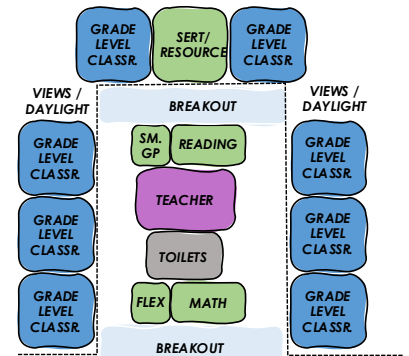 GRADE
LEVEL
CLASSR.
SERT/
RESOURCE
GRADE
LEVEL
CLASSR.
VIEWS /
DAYLIGHT
BREAKOUT
VIEWS /
DAYLIGHT
GRADE
LEVEL
CLASSR.
SM.
GP
READING
GRADE
LEVEL
CLASSR.
TEACHER
GRADE
LEVEL
CLASSR.
GRADE
LEVEL
CLASSR.
TOILETS
GRADE
LEVEL
CLASSR.
FLEX
MATH
GRADE
LEVEL
CLASSR.
BREAKOUT